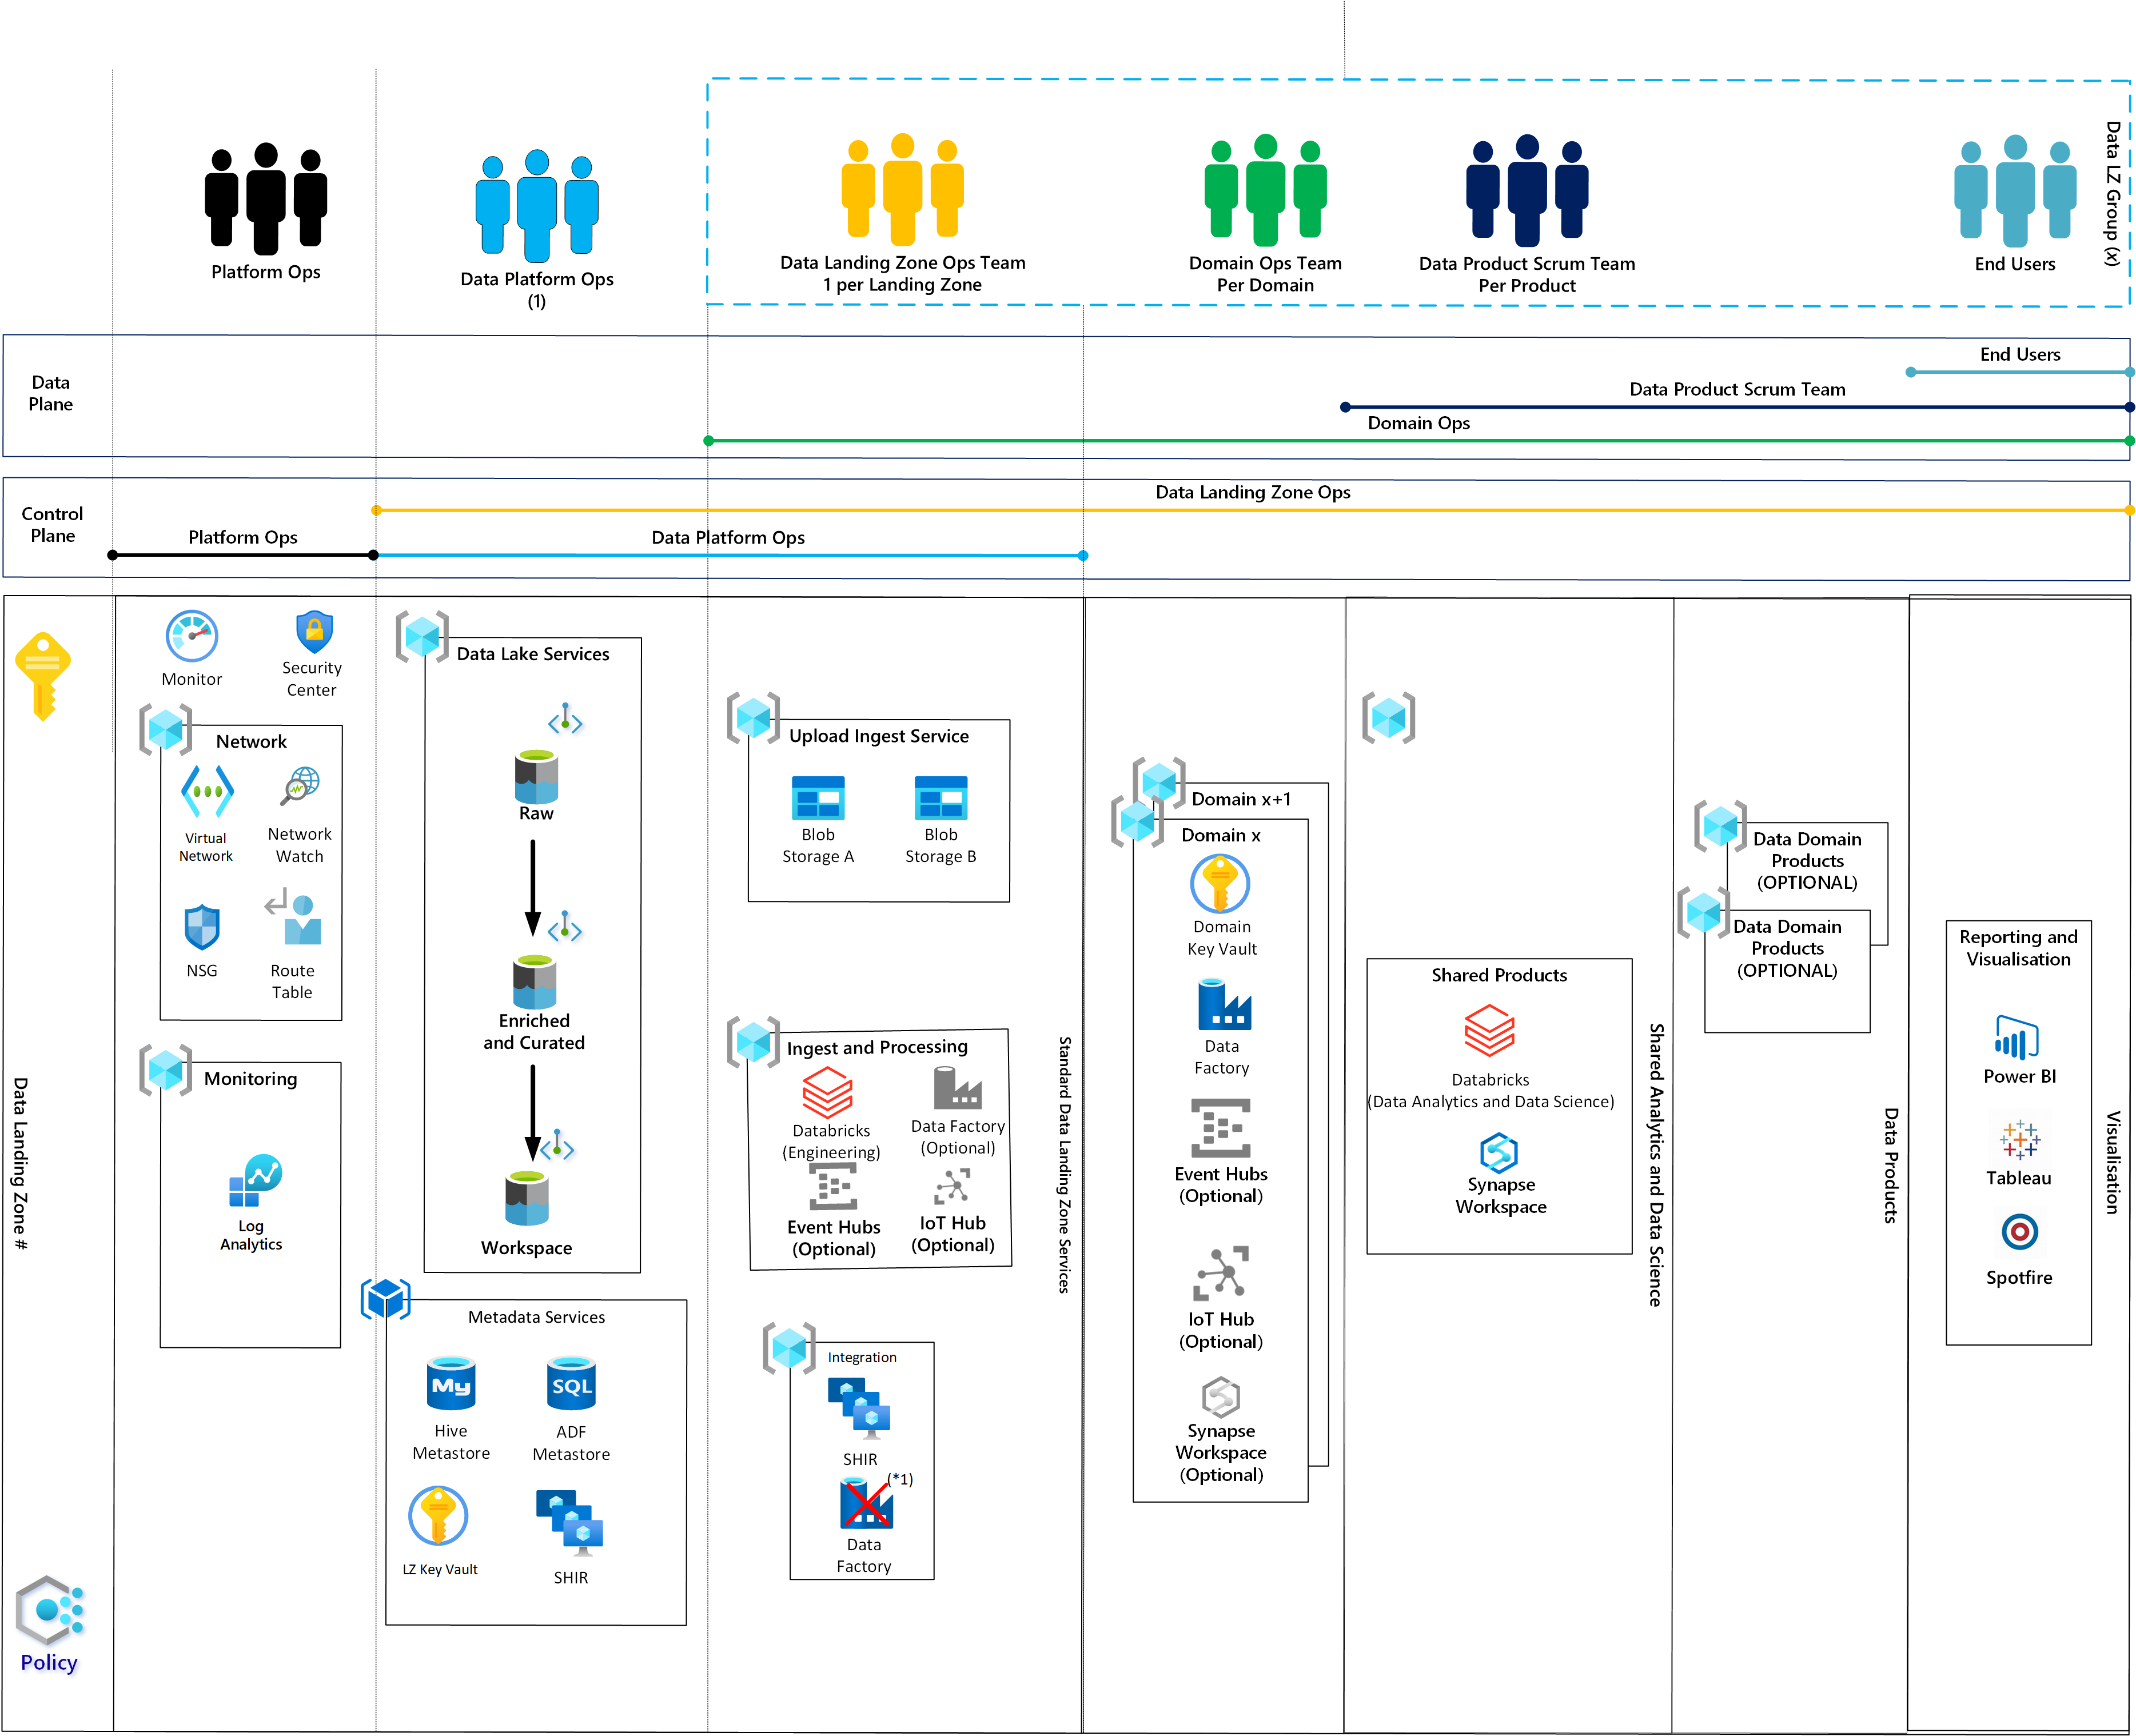 Platform Ops
Data Platform Ops
(1)
Data Landing Zone Ops Team
1 per Landing Zone
Domain Ops Team
Per Domain
Data Product Scrum Team
Per Product
End Users
Data LZ Group (x)
Data
Plane
End Users
Data Product Scrum Team
Domain Ops
Control
Plane
Data Landing Zone Ops
Platform Ops
Data Platform Ops
Data Landing Zone #
Policy
Monitor
Security
Center
Network
Virtual
Network
Network
Watch
NSG
Route
Table
Monitoring
Log
Analytics
Data Lake Services
Raw
Enriched
and Curated
Workspace
Metadata Services
My
Hive
Metastore
SQL
ADF
Metastore
LZ Key Vault
SHIR
Upload Ingest Service
Blob
Storage A
Blob
Storage B
Ingest and Processing
Databricks
(Engineering)
Data Factory
(Optional)
Event Hubs
(Optional)
IoT Hub
(Optional)
Integration
SHIR
(*1)
Data
Factory
Standard Data Landing Zone Services
Domain x+1
Domain x
Domain
Key Vault
Data
Factory
Event Hubs
(Optional)
IoT Hub
(Optional)
Synapse
Workspace
(Optional)
Shared Products
Databricks
(Data Analytics and Data Science)
Synapse
Workspace
Shared Analytics and Data Science
Data Domain
Products
(OPTIONAL)
Data Domain
Products
(OPTIONAL)
Data Products
Reporting and
Visualisation
Power BI
Tableau
Spotfire
Visualisation